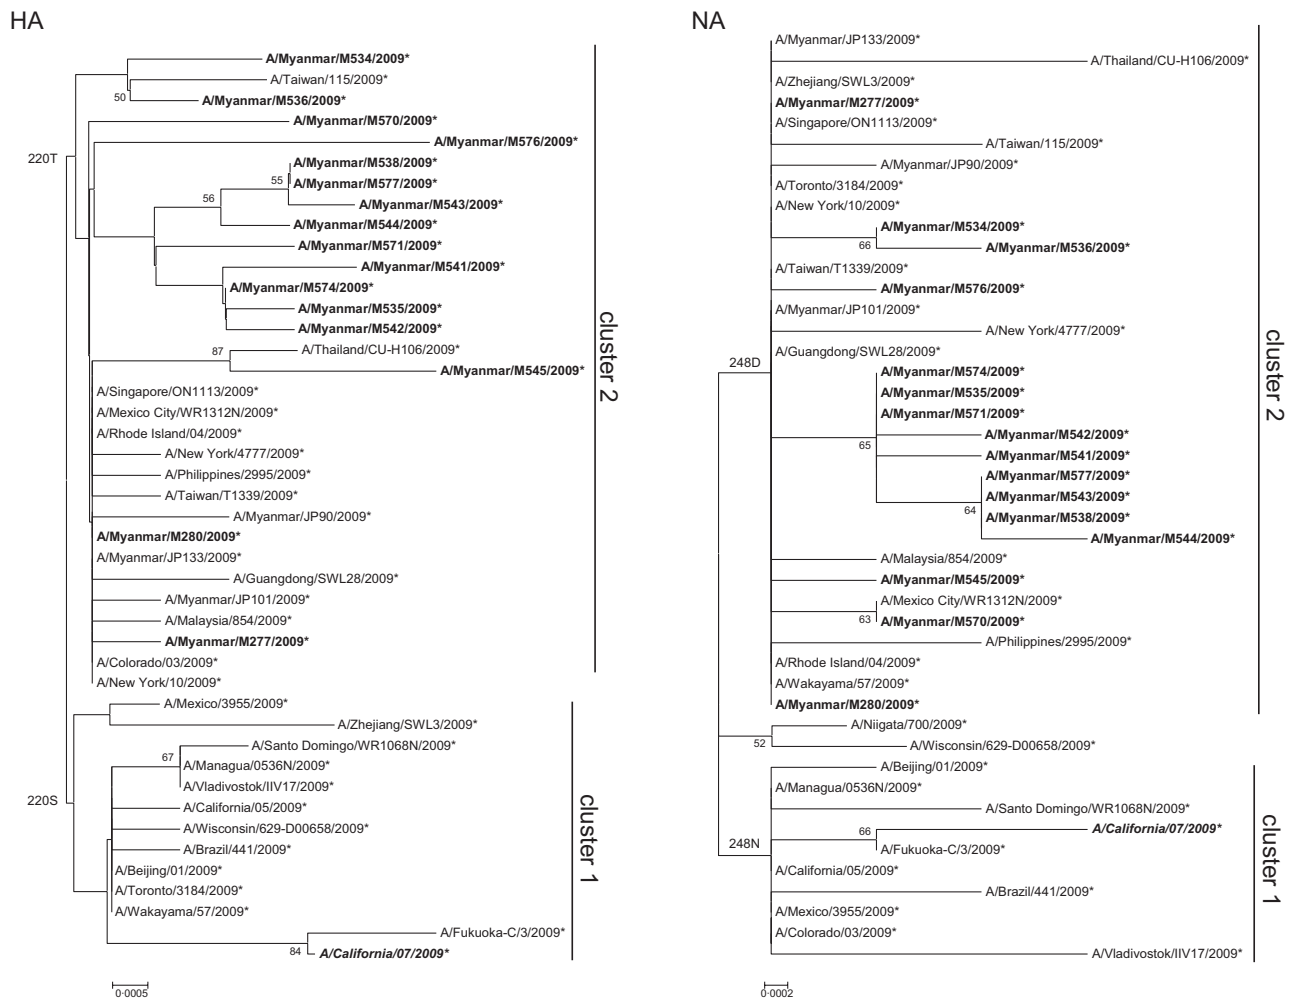 HA
A/Myanmar/M534/2009*
A/Taiwan/115/2009*
50
A/Myanmar/M536/2009*
A/Myanmar/M570/2009*
A/Myanmar/M576/2009*
220T
A/Myanmar/M538/2009*
55
A/Myanmar/M577/2009*
56
A/Myanmar/M543/2009*
A/Myanmar/M544/2009*
A/Myanmar/M571/2009*
A/Myanmar/M541/2009*
A/Myanmar/M574/2009*
A/Myanmar/M535/2009*
A/Myanmar/M542/2009*
87
A/Thailand/CU-H106/2009*
A/Myanmar/M545/2009*
A/Singapore/ON1113/2009*
A/Mexico City/WR1312N/2009*
A/Rhode Island/04/2009*
A/New York/4777/2009*
A/Philippines/2995/2009*
A/Taiwan/T1339/2009*
A/Myanmar/JP90/2009*
A/Myanmar/M280/2009*
A/Myanmar/JP133/2009*
A/Guangdong/SWL28/2009*
A/Myanmar/JP101/2009*
A/Malaysia/854/2009*
A/Myanmar/M277/2009*
A/Colorado/03/2009*
A/New York/10/2009*
cluster 2
A/Mexico/3955/2009*
A/Zhejiang/SWL3/2009*
A/Santo Domingo/WR1068N/2009*
67
A/Managua/0536N/2009*
A/Vladivostok/IIV17/2009*
220S
A/California/05/2009*
A/Wisconsin/629-D00658/2009*
A/Brazil/441/2009*
A/Beijing/01/2009*
A/Toronto/3184/2009*
A/Wakayama/57/2009*
A/Fukuoka-C/3/2009*
84
A/California/07/2009*
cluster 1
0·0005
NA
A/Myanmar/JP133/2009*
A/Thailand/CU-H106/2009*
A/Zhejiang/SWL3/2009*
A/Myanmar/M277/2009*
A/Singapore/ON1113/2009*
A/Taiwan/115/2009*
A/Myanmar/JP90/2009*
A/Toronto/3184/2009*
A/New York/10/2009*
A/Myanmar/M534/2009*
66
A/Myanmar/M536/2009*
A/Taiwan/T1339/2009*
A/Myanmar/M576/2009*
A/Myanmar/JP101/2009*
A/New York/4777/2009*
A/Guangdong/SWL28/2009*
248D
A/Myanmar/M574/2009*
A/Myanmar/M535/2009*
A/Myanmar/M571/2009*
A/Myanmar/M542/2009*
65
A/Myanmar/M541/2009*
A/Myanmar/M577/2009*
A/Myanmar/M543/2009*
64
A/Myanmar/M538/2009*
A/Myanmar/M544/2009*
A/Malaysia/854/2009*
A/Myanmar/M545/2009*
A/Mexico City/WR1312N/2009*
63
A/Myanmar/M570/2009*
A/Philippines/2995/2009*
A/Rhode Island/04/2009*
A/Wakayama/57/2009*
A/Myanmar/M280/2009*
cluster 2
A/Niigata/700/2009*
52
A/Wisconsin/629-D00658/2009*
A/Beijing/01/2009*
A/Managua/0536N/2009*
A/Santo Domingo/WR1068N/2009*
66
A/California/07/2009*
248N
A/Fukuoka-C/3/2009*
A/California/05/2009*
A/Brazil/441/2009*
A/Mexico/3955/2009*
A/Colorado/03/2009*
A/Vladivostok/IIV17/2009*
cluster 1
0·0002